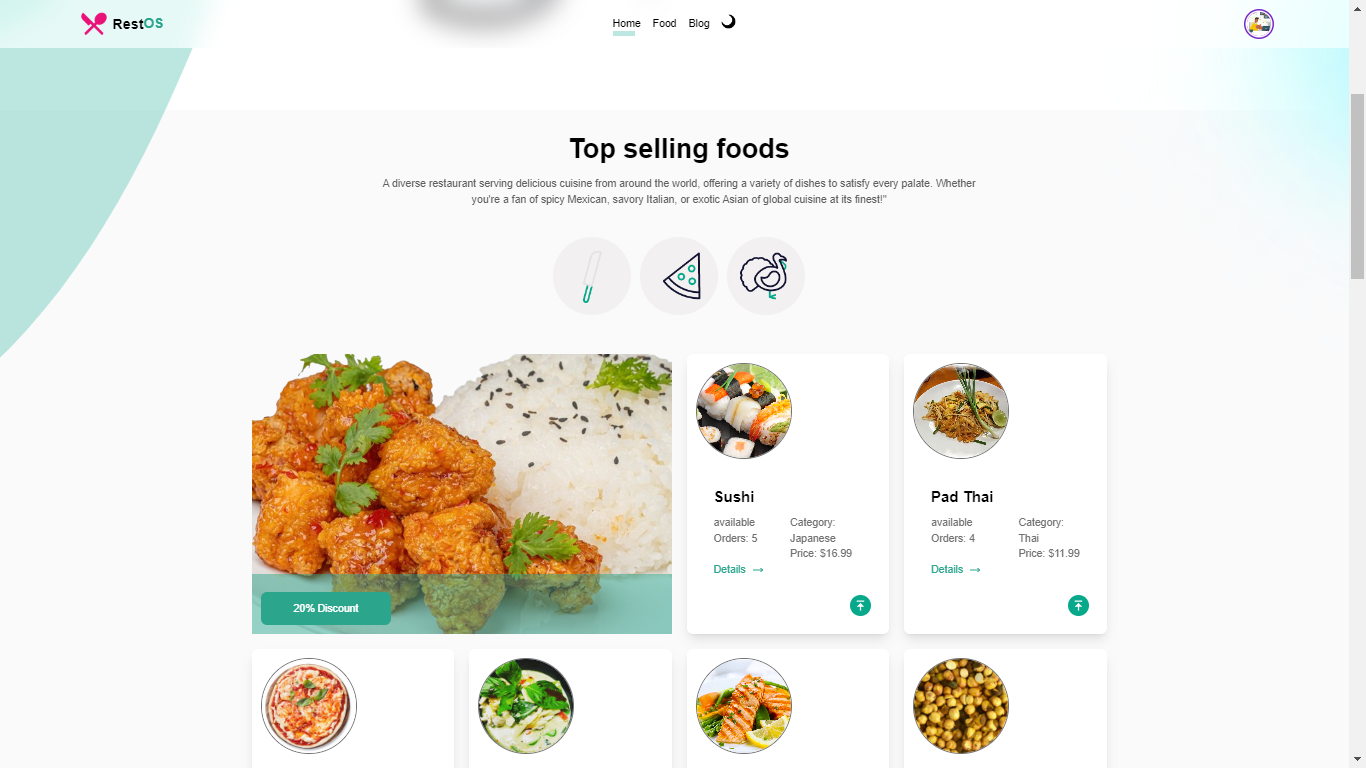 RestOS
Home Food Blog
Top selling foods
A diverse restaurant serving delicious cuisine from around the world, offering a variety of dishes to satisfy every palate. Whether
you're a fan of spicy Mexican, savory Italian, or exotic Asian of global cuisine at its finest!"
20% Discount
Sushi
available
Orders: 5
Category:
Japanese
Price: $16.99
Details →
Pad Thai
available
Orders: 4
Category:
Thai
Price: $11.99
Details →